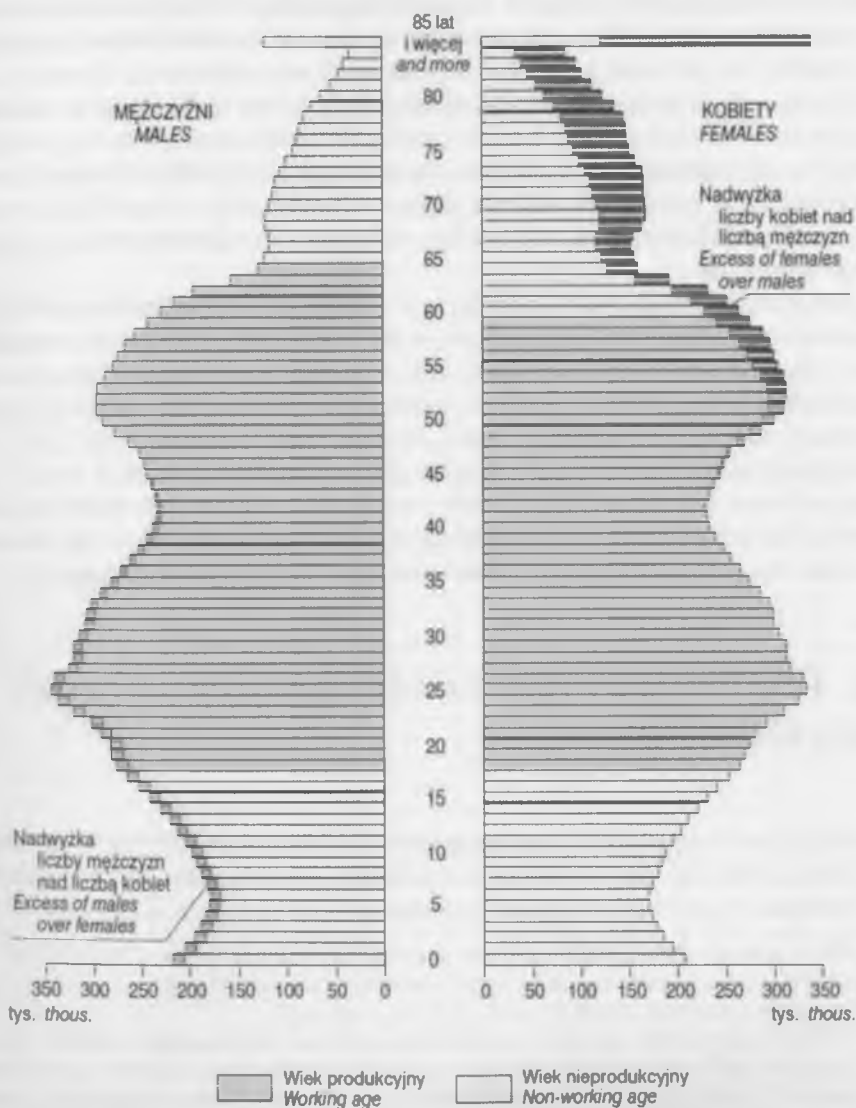 85 lat
i więcej
and more
MĘŻCZYŹNI
MALES
KOBIETY
FEMALES
80
75
70
65
60
55
50
45
40
35
30
25
20
15
10
5
0
Nadwyżka
liczby kobiet nad
liczbą mężczyzn
Excess of females
over males
Nadwyżka
liczby mężczyzn
nad liczbą kobiet
Excess of males
over females
350 300 250 200 150 100 50 0
0 50 100 150 200 250 300 350
tys. thous.
tys. thous.
Wiek produkcyjny
Working age
Wiek nieprodukcyjny
Non-working age